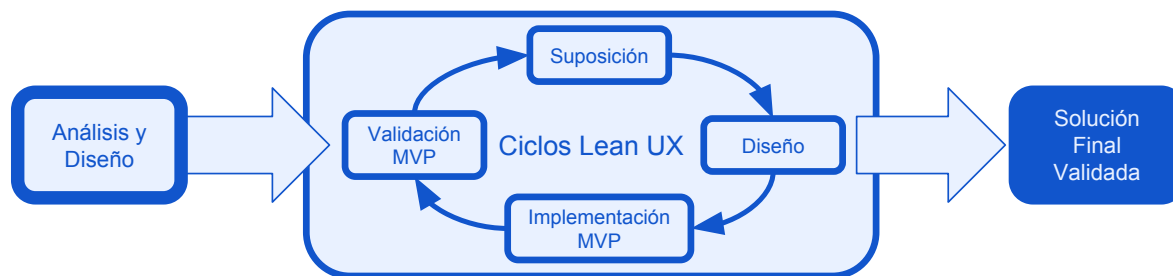 Análisis y
Diseño
Suposición
Validación
MVP
Ciclos Lean UX
Diseño
Implementación
MVP
Solución
Final
Validada